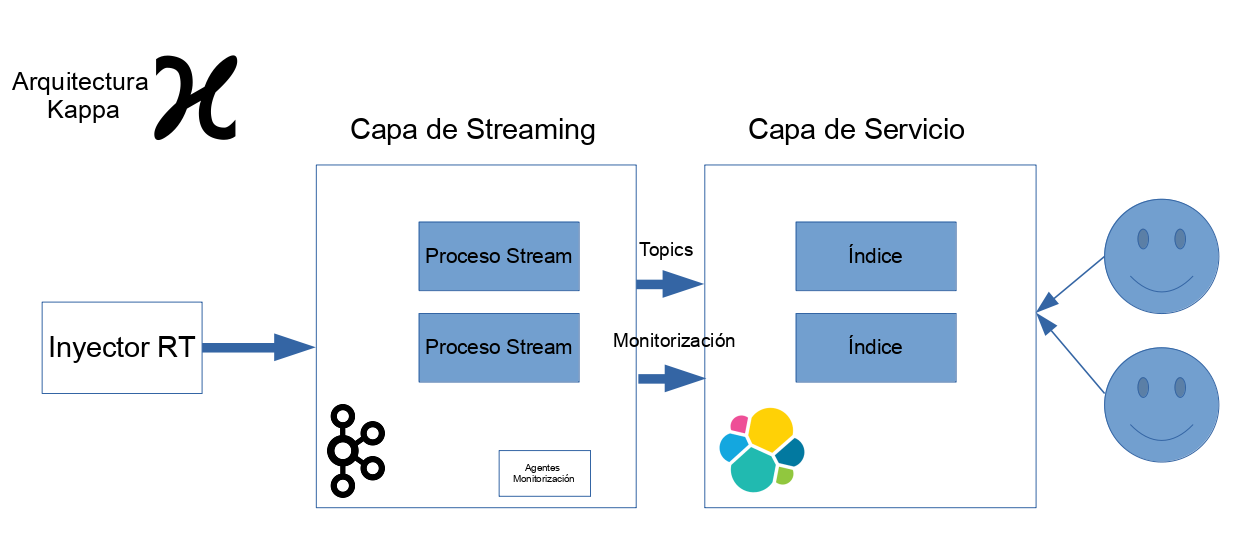 Arquitectura
Kappa
Capa de Streaming
Capa de Servicio
Proceso Stream
Topics
Índice
Inyector RT
Proceso Stream
Monitorización
Índice
Agentes
Monitorización